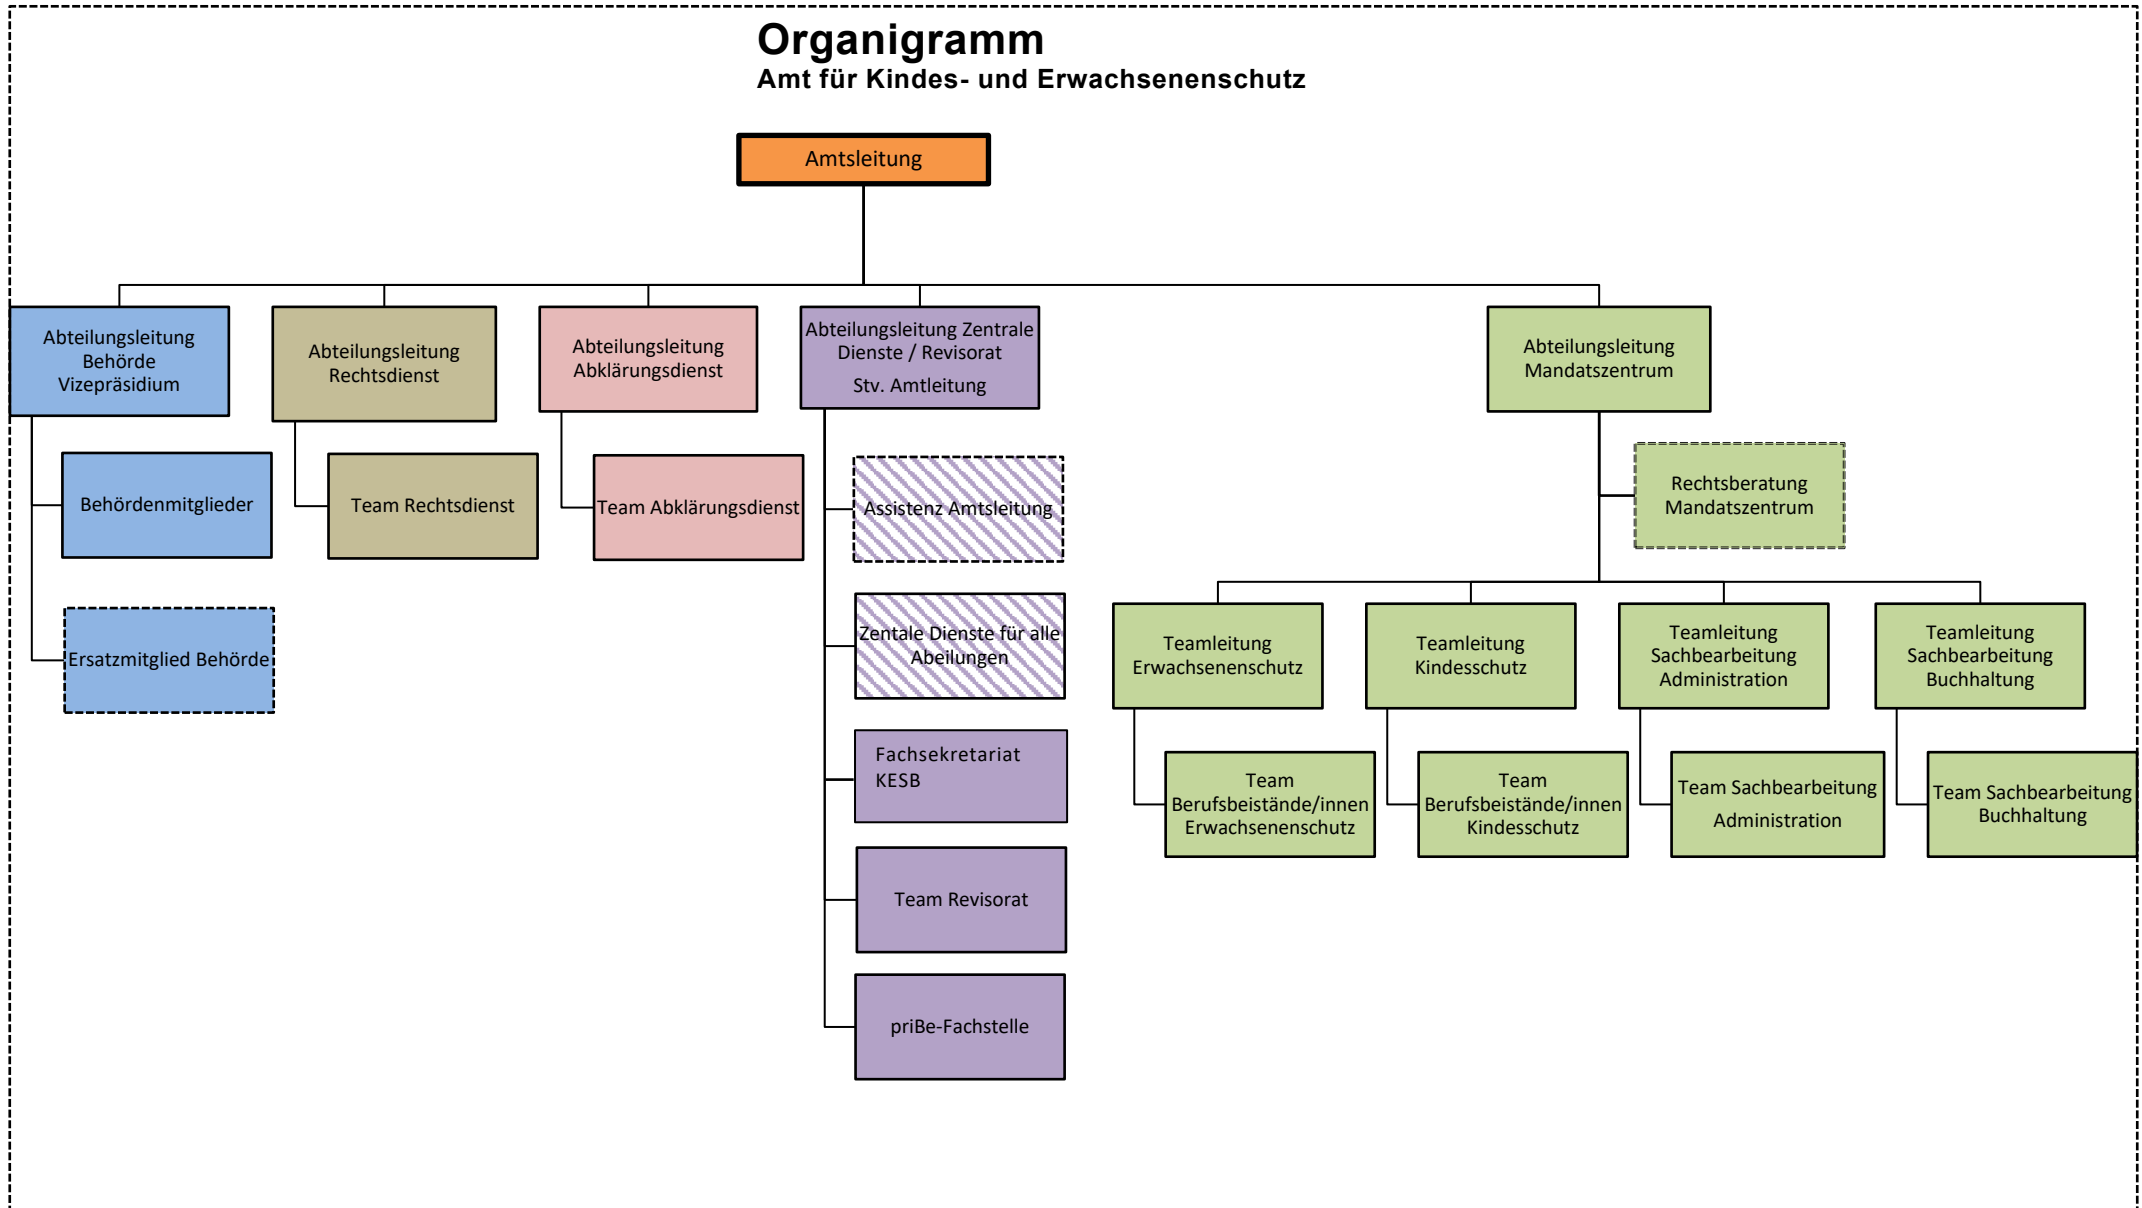 Organigramm
Amt für Kindes- und Erwachsenenschutz
Amtsleitung
Abteilungsleitung
Behörde
Vizepräsidium
Abteilungsleitung
Rechtsdienst
Abteilungsleitung
Abklärungsdienst
Abteilungsleitung Zentrale
Dienste / Revisorat
Stv. Amtleitung
Abteilungsleitung
Mandatszentrum
Behördenmitglieder
Team Rechtsdienst
Team Abklärungsdienst
Assistenz Amtsleitung
Rechtsberatung
Mandatszentrum
Ersatzmitglied Behörde
Zentale Dienste für alle
Abeilungen
Teamleitung
Erwachsenenschutz
Teamleitung
Kindesschutz
Teamleitung
Sachbearbeitung
Administration
Teamleitung
Sachbearbeitung
Buchhaltung
Fachsekretariat
KESB
Team
Berufsbeistände/innen
Erwachsenenschutz
Team
Berufsbeistände/innen
Kindesschutz
Team Sachbearbeitung
Administration
Team Sachbearbeitung
Buchhaltung
Team Revisorat
priBe-Fachstelle